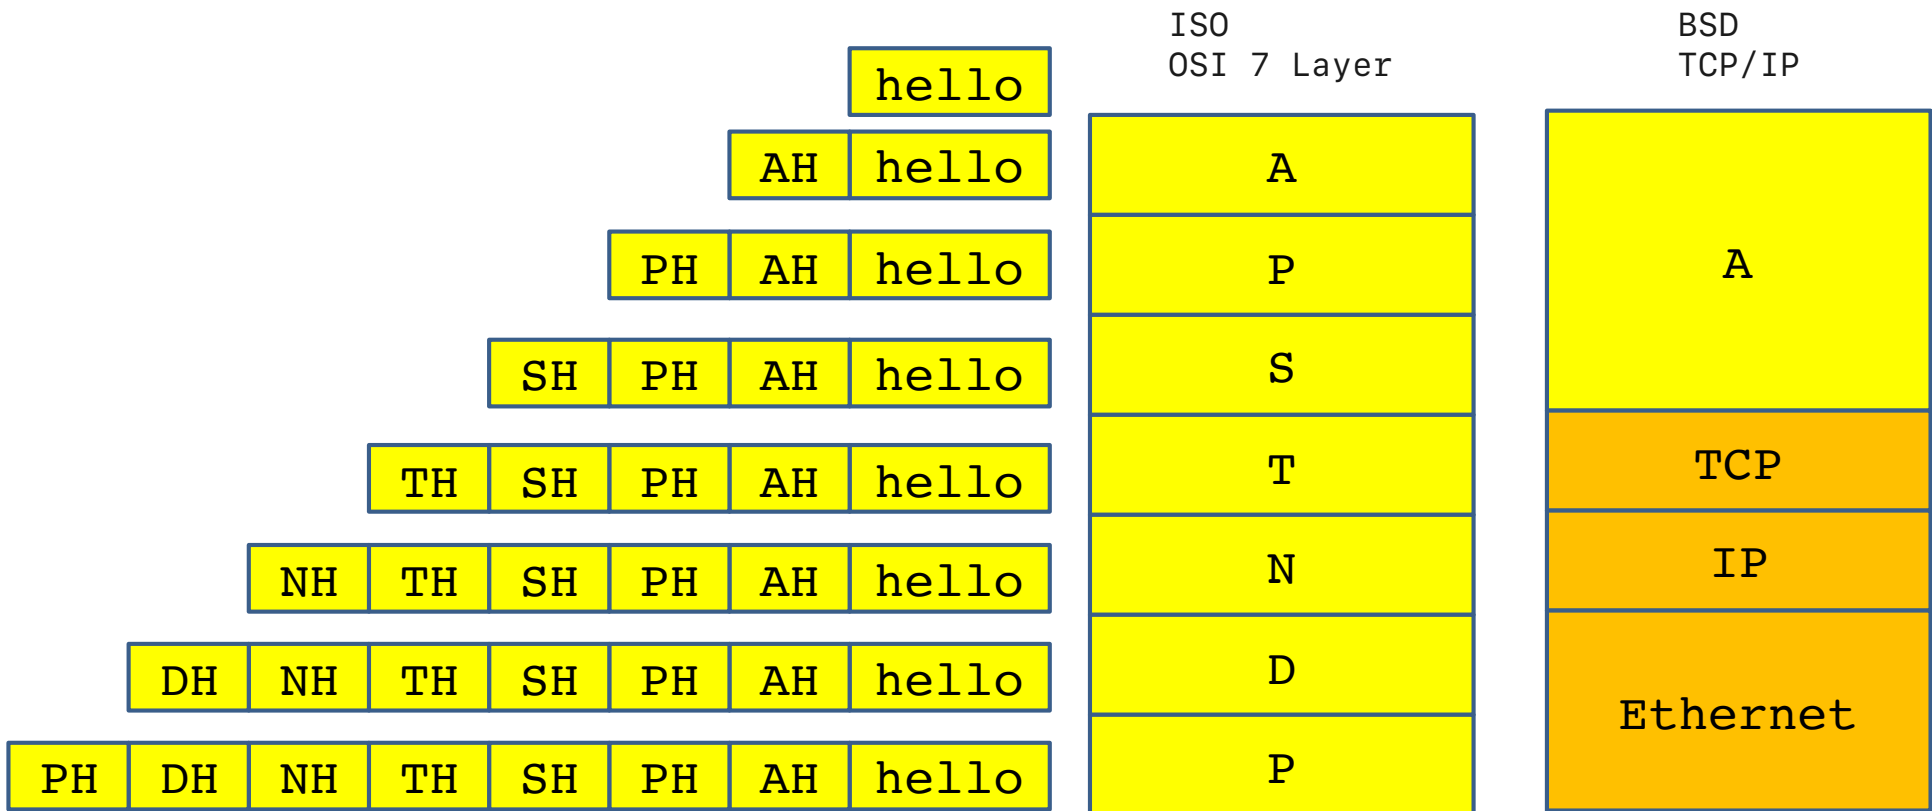 ISO
OSI 7 Layer
BSD
TCP/IP
hello
AH hello
PH AH hello
SH PH AH hello
TH SH PH AH hello
NH TH SH PH AH hello
DH NH TH SH PH AH hello
PH DH NH TH SH PH AH hello
A
P
S
T
N
D
P
A
TCP
IP
Ethernet